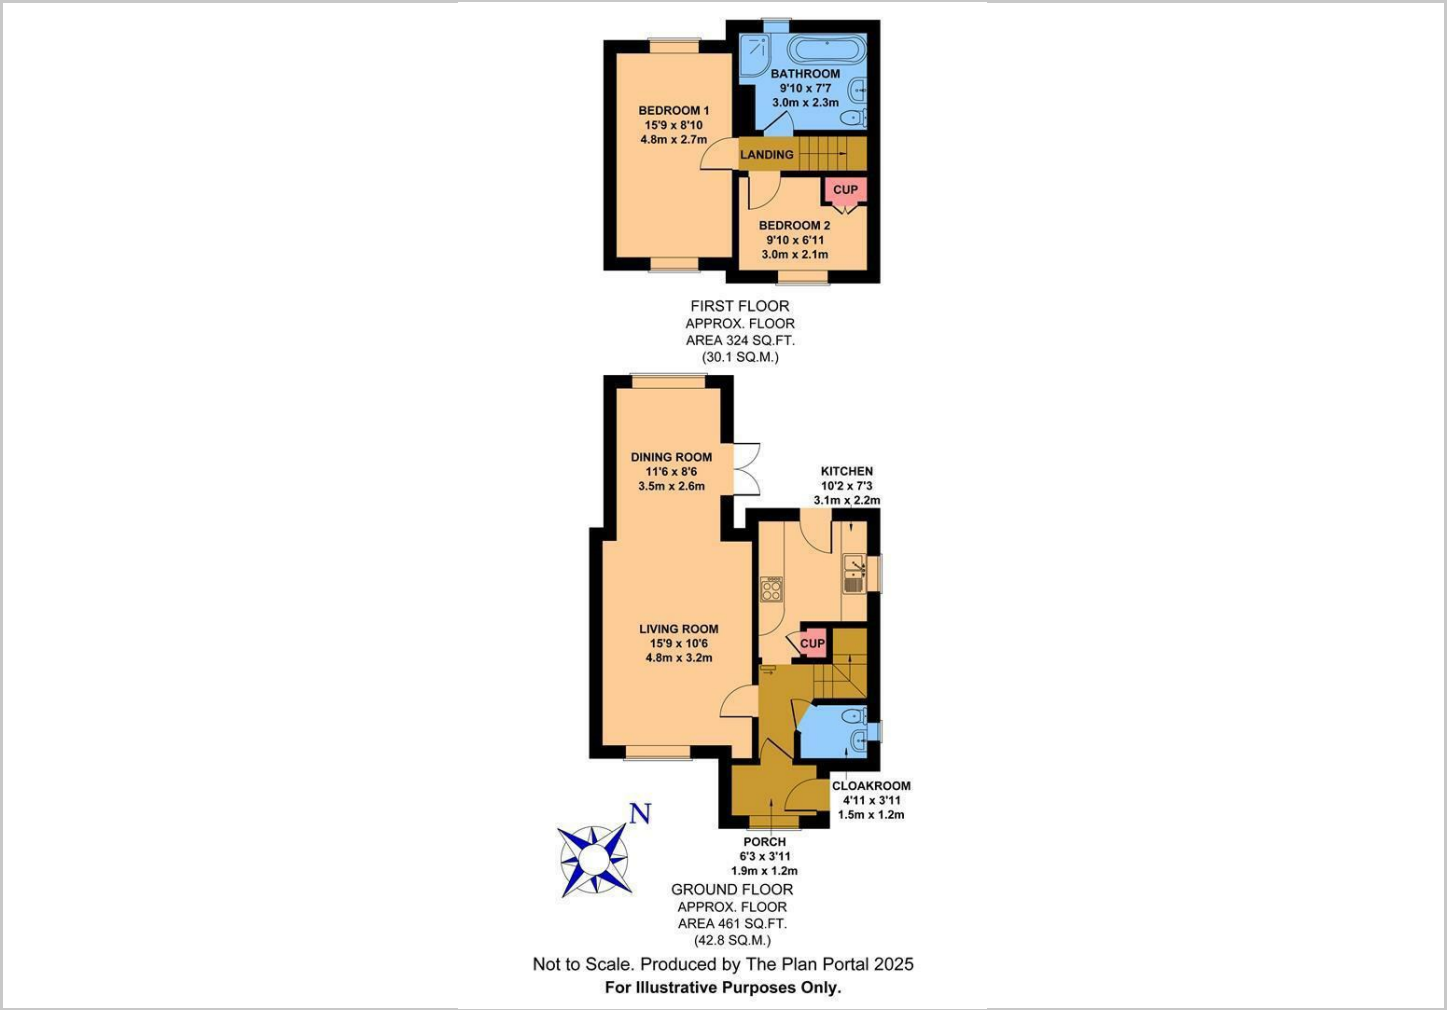 BATHROOM
9'10 x 7'7
3.0m x 2.3m
BEDROOM 1
15'9 x 8'10
4.8m x 2.7m
LANDING
CUP
BEDROOM 2
9'10 x 6'11
3.0m x 2.1m
FIRST FLOOR
APPROX. FLOOR
AREA 324 SQ.FT.
(30.1 SQ.M.)
DINING ROOM
11'6 x 8'6
3.5m x 2.6m
KITCHEN
10'2 x 7'3
3.1m x 2.2m
LIVING ROOM
15'9 x 10'6
4.8m x 3.2m
CUP
CLOAKROOM
4'11 x 3'11
1.5m x 1.2m
N
PORCH
6'3 x 3'11
1.9m x 1.2m
GROUND FLOOR
APPROX. FLOOR
AREA 461 SQ.FT.
(42.8 SQ.M.)
Not to Scale. Produced by The Plan Portal 2025
For Illustrative Purposes Only.